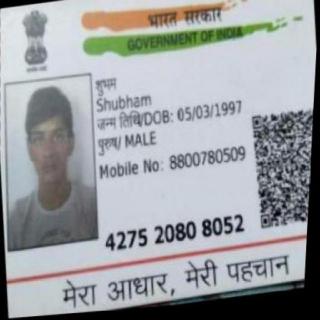 भारत सरकार
GOVERNMENT OF INDIA
शुभम
Shubham
जन्म तिथि/DOB: 05/03/1997
पुरुष/ MALE
Mobile No: 8800780509
4275 2080 8052
मेरा आधार, मेरी पहचान